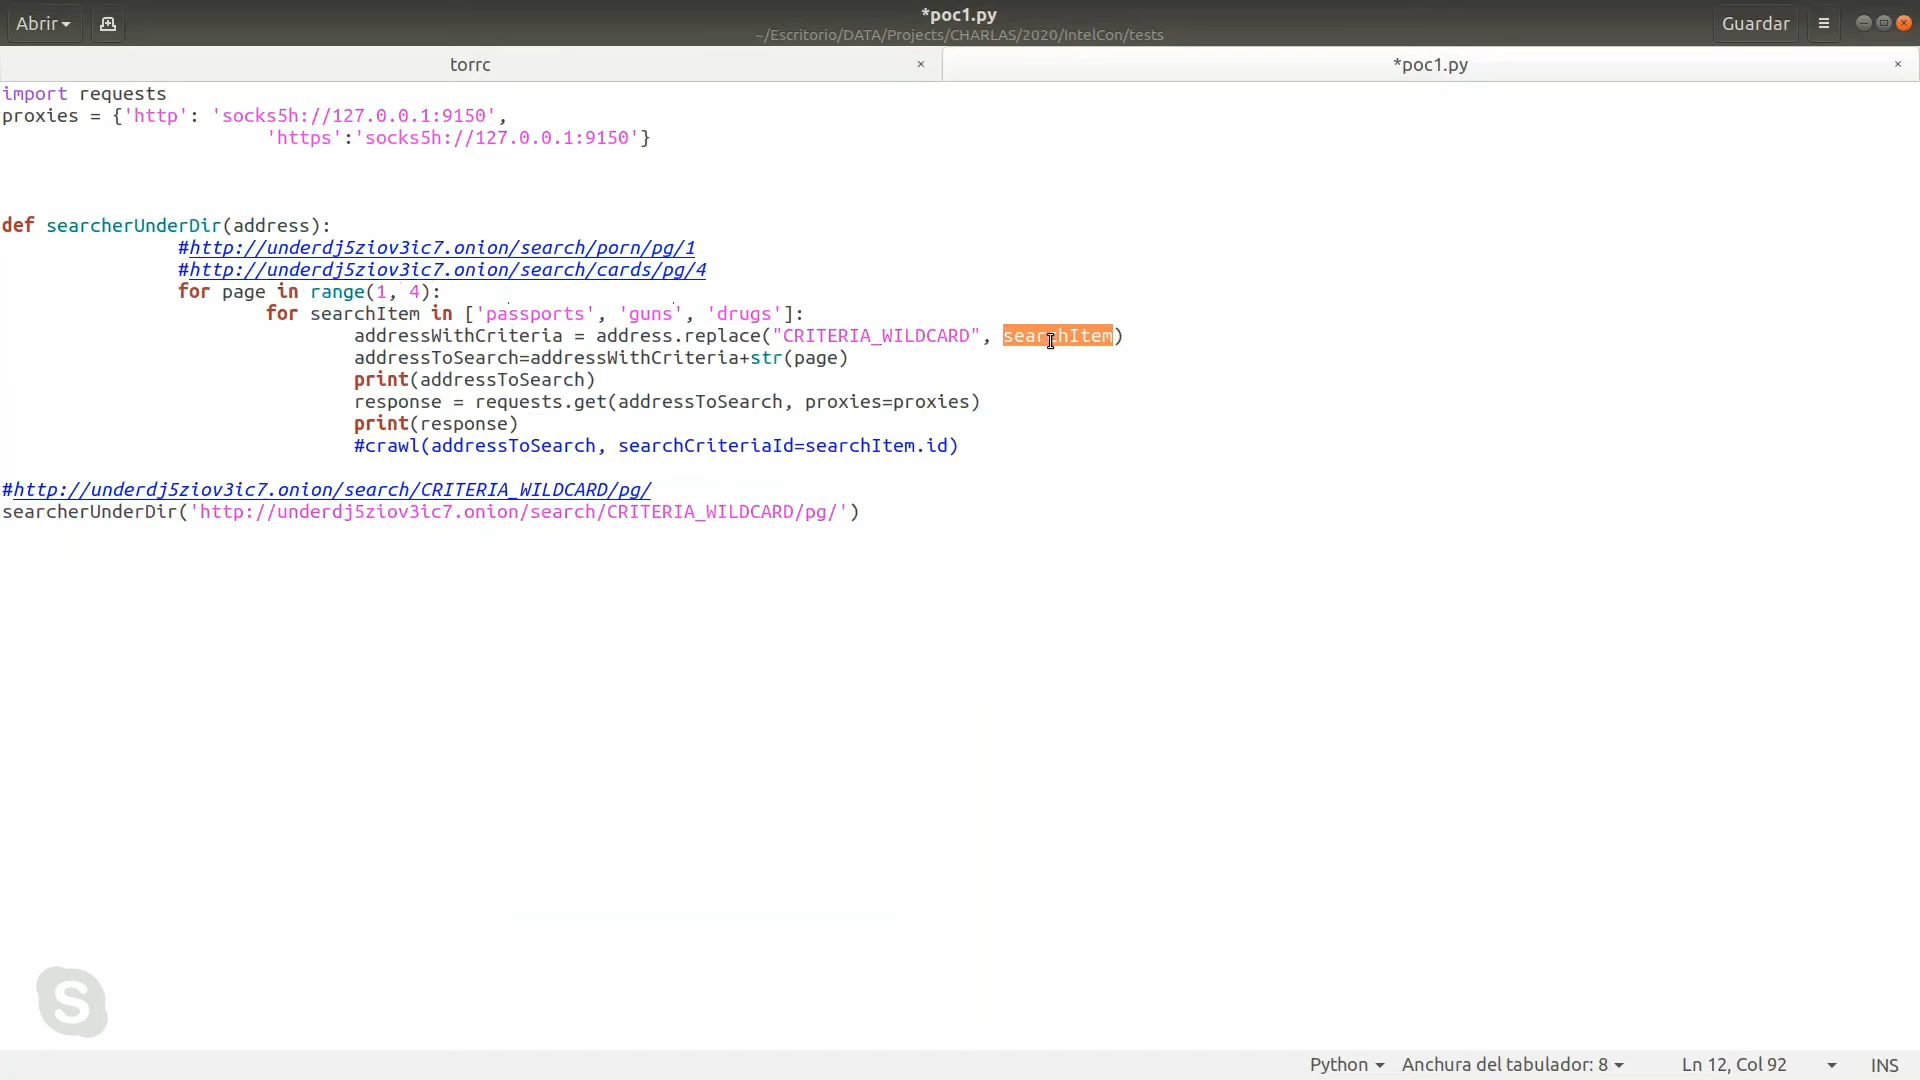 Abrir
*poc1.py
~/Escritorio/DATA/Projects/CHARLAS/2020/IntelCon/tests
Guardar
torrc
*poc1.py
import requests
proxies = {'http': 'socks5h://127.0.0.1:9150',
'https':'socks5h://127.0.0.1:9150'}
def searcherUnderDir(address):
#http://underdj5ziov3ic7.onion/search/porn/pg/1
#http://underdj5ziov3ic7.onion/search/cards/pg/4
for page in range(1, 4):
for searchItem in ['passports', 'guns', 'drugs']:
addressWithCriteria = address.replace("CRITERIA_WILDCARD", searchItem)
addressToSearch=addressWithCriteria+str(page)
print(addressToSearch)
response = requests.get(addressToSearch, proxies=proxies)
print(response)
#crawl(addressToSearch, searchCriteriaId=searchItem.id)
#http://underdj5ziov3ic7.onion/search/CRITERIA_WILDCARD/pg/
searcherUnderDir('http://underdj5ziov3ic7.onion/search/CRITERIA_WILDCARD/pg/')
S
Python Anchura del tabulador: 8 Ln 12, Col 92 INS